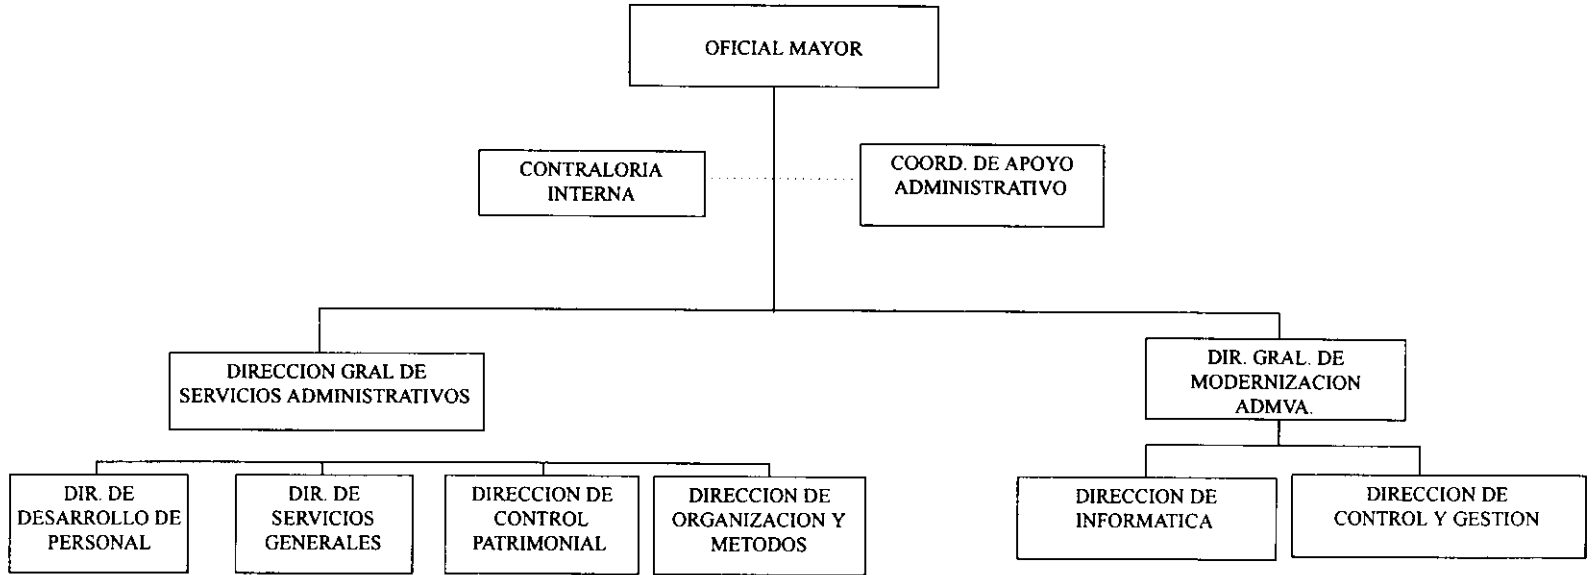 OFICIAL MAYOR
CONTRALORIA
INTERNA
COORD. DE APOYO
ADMINISTRATIVO
DIRECCION GRAL DE
SERVICIOS ADMINISTRATIVOS
DIR. GRAL. DE
MODERNIZACION
ADMVA.
DIR. DE
DESARROLLO DE
PERSONAL
DIR. DE
SERVICIOS
GENERALES
DIRECCION DE
CONTROL
PATRIMONIAL
DIRECCION DE
ORGANIZACION Y
METODOS
DIRECCION DE
INFORMATICA
DIRECCION DE
CONTROL Y GESTION